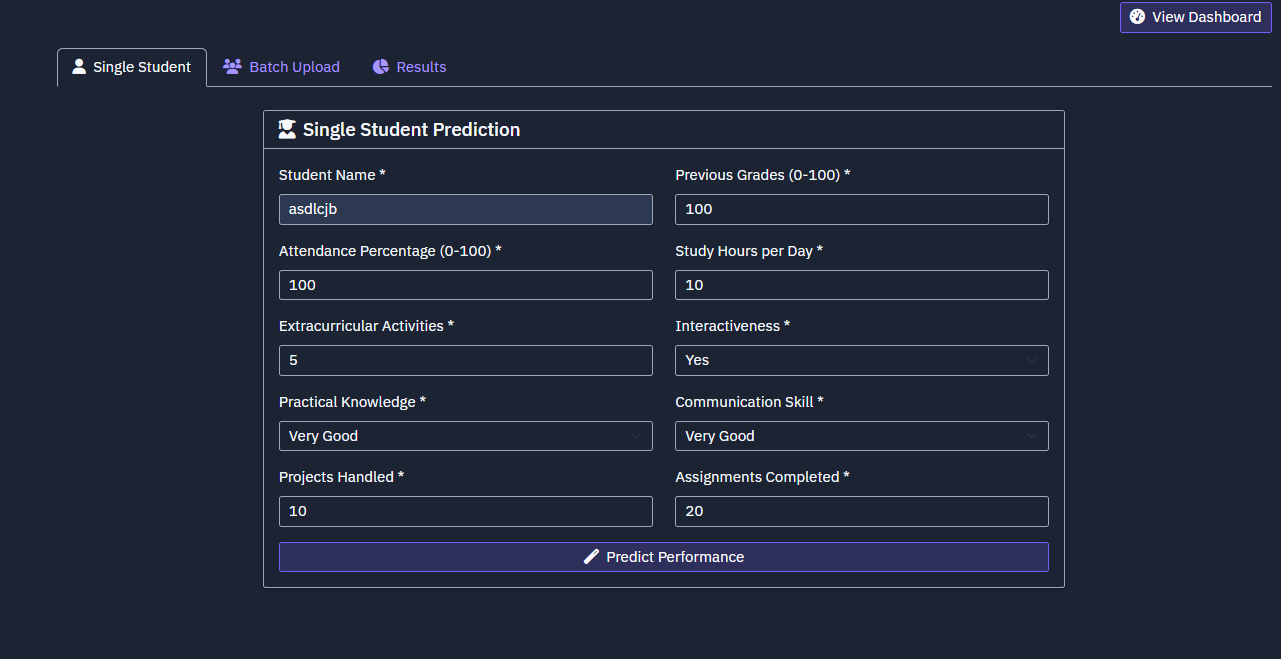 View Dashboard
Single Student Batch Upload Results
Single Student Prediction
Student Name * Previous Grades (0-100) *
asdlcjb 100
Attendance Percentage (0-100) * Study Hours per Day *
100 10
Extracurricular Activities * Interactiveness *
5 Yes
Practical Knowledge * Communication Skill *
Very Good Very Good
Projects Handled * Assignments Completed *
10 20
Predict Performance